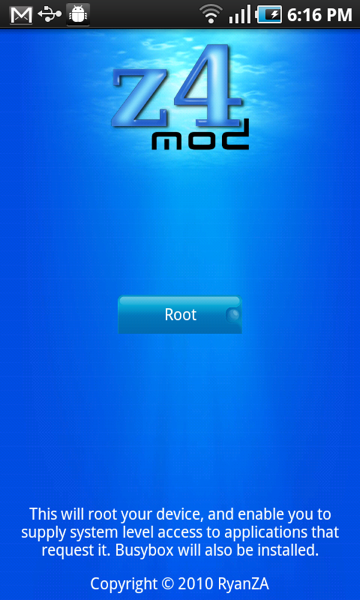 6:16 PM
z4
mod
Root
This will root your device, and enable you to
supply system level access to applications that
request it. Busybox will also be installed.
Copyright © 2010 RyanZA